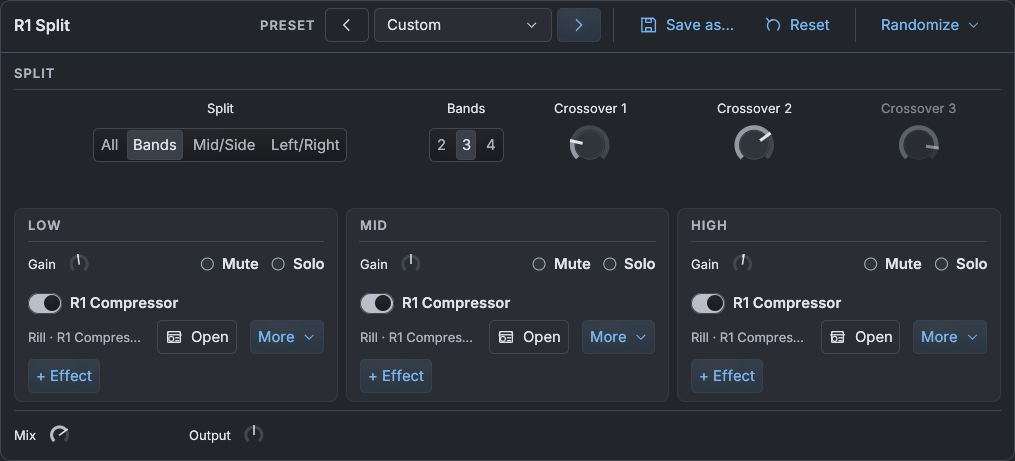 R1 Split PRESET Custom Save as... Reset Randomize
SPLIT
Split Bands Crossover 1 Crossover 2 Crossover 3
All Bands Mid/Side Left/Right 2 3 4
LOW MID HIGH
Gain Mute Solo Gain Mute Solo Gain Mute Solo
R1 Compressor R1 Compressor R1 Compressor
Rill · R1 Compres... Open More Rill · R1 Compres... Open More Rill · R1 Compres... Open More
+ Effect + Effect + Effect
Mix Output